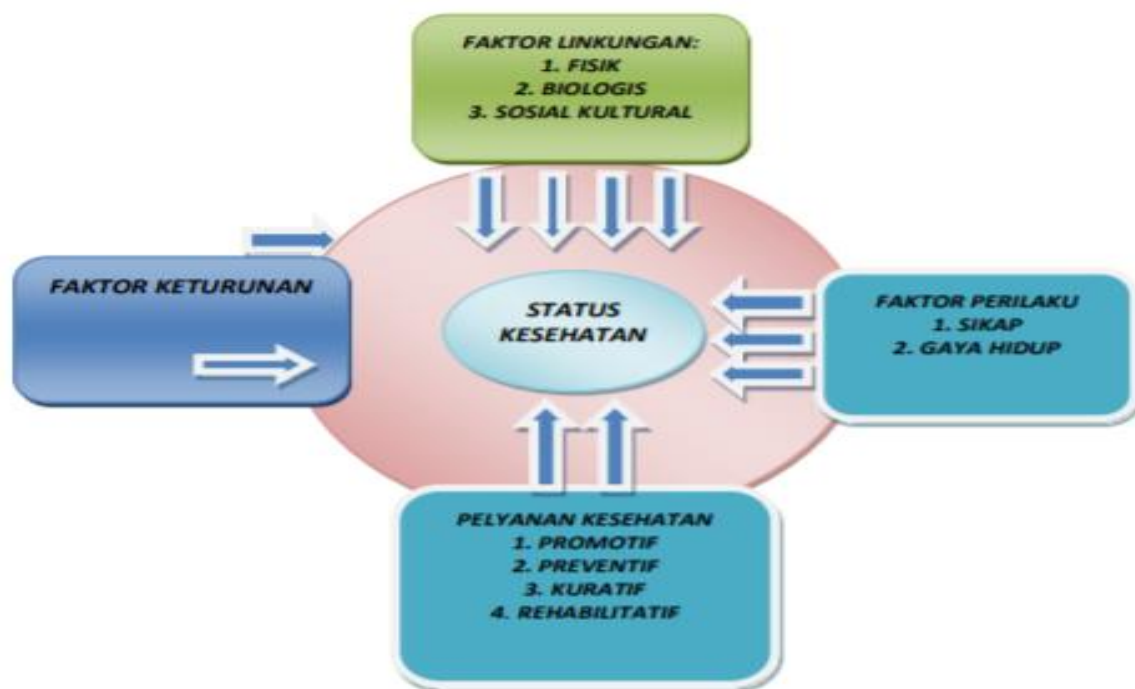 FAKTOR LINKUNGAN:
1. FISIK
2. BIOLOGIS
3. SOSIAL KULTURAL
FAKTOR KETURUNAN
STATUS
KESEHATAN
FAKTOR PERILAKU
1. SIKAP
2. GAYA HIDUP
PELYANAN KESEHATAN
1. PROMOTIF
2. PREVENTIF
3. KURATIF
4. REHABILITATIF